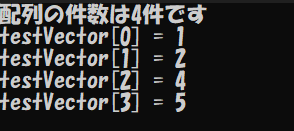 配列の件数は4件です
testVector[0] = 1
testVector[1] = 2
testVector[2] = 4
testVector[3] = 5